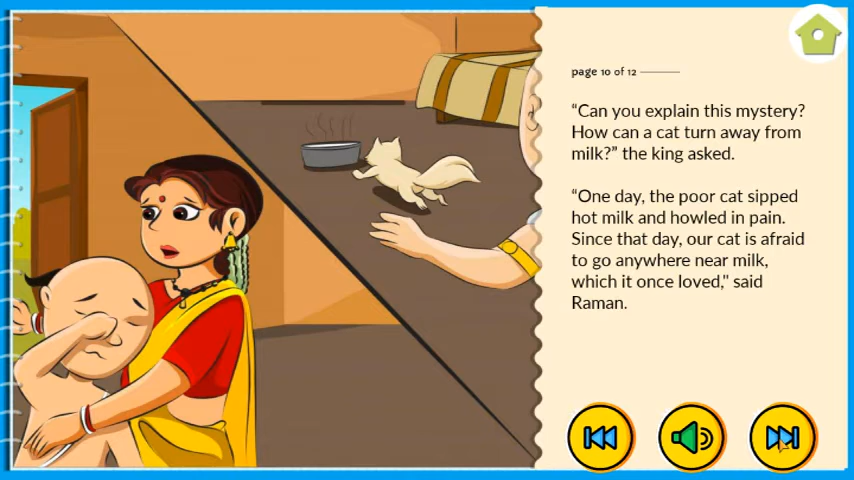 page 10 of 12
“Can you explain this mystery?
How can a cat turn away from
milk?” the king asked.
“One day, the poor cat sipped
hot milk and howled in pain.
Since that day, our cat is afraid
to go anywhere near milk,
which it once loved," said
Raman.